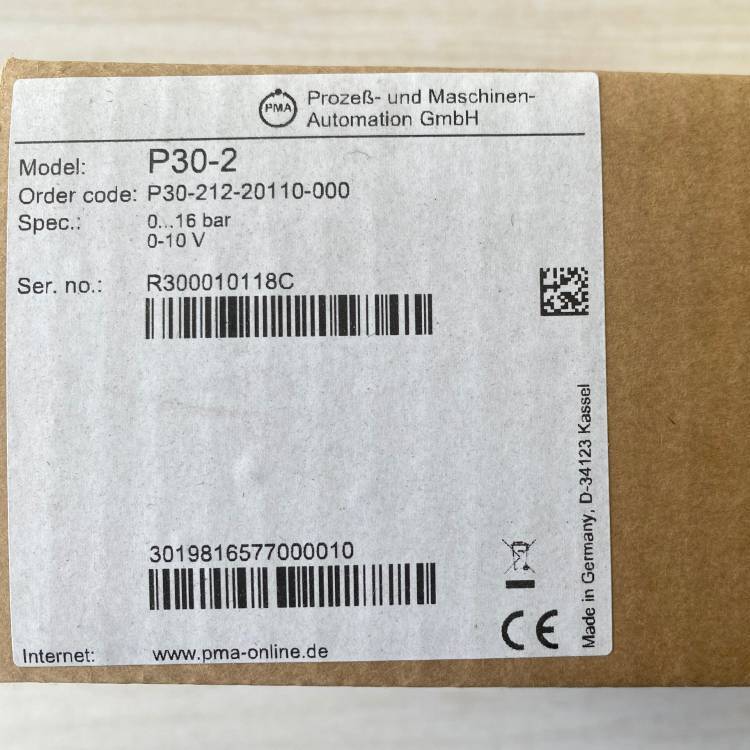 PMA
Prozeß- und Maschinen-
Automation GmbH
Model: P30-2
Order code: P30-212-20110-000
Spec.: 0...16 bar
0-10 V
Ser. no.: R300010118C
3019816577000010
Made in Germany, D-34123 Kassel
CE
Internet: www.pma-online.de